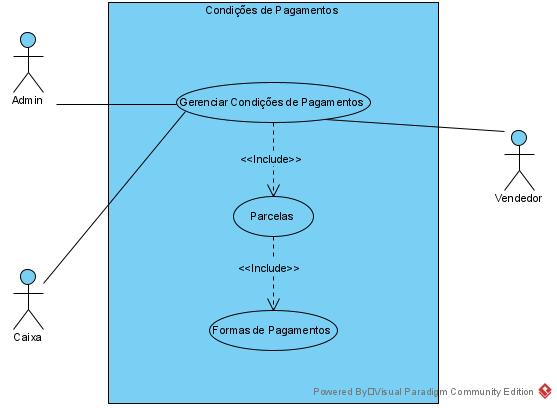 Condições de Pagamentos
Admin
Gerenciar Condições de Pagamentos
<<Include>>
Vendedor
Parcelas
<<Include>>
Caixa
Formas de Pagamentos
Powered By Visual Paradigm Community Edition